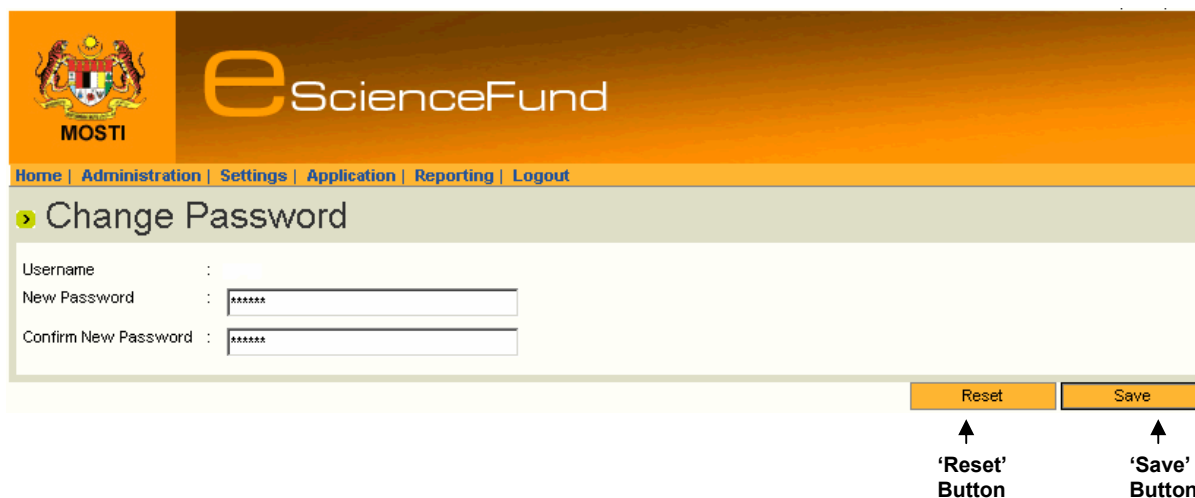 MOSTI
eScienceFund
Home | Administration | Settings | Application | Reporting | Logout
Change Password
Username :
New Password : ******
Confirm New Password : ******
Reset Save
‘Reset’ Button
‘Save’ Button